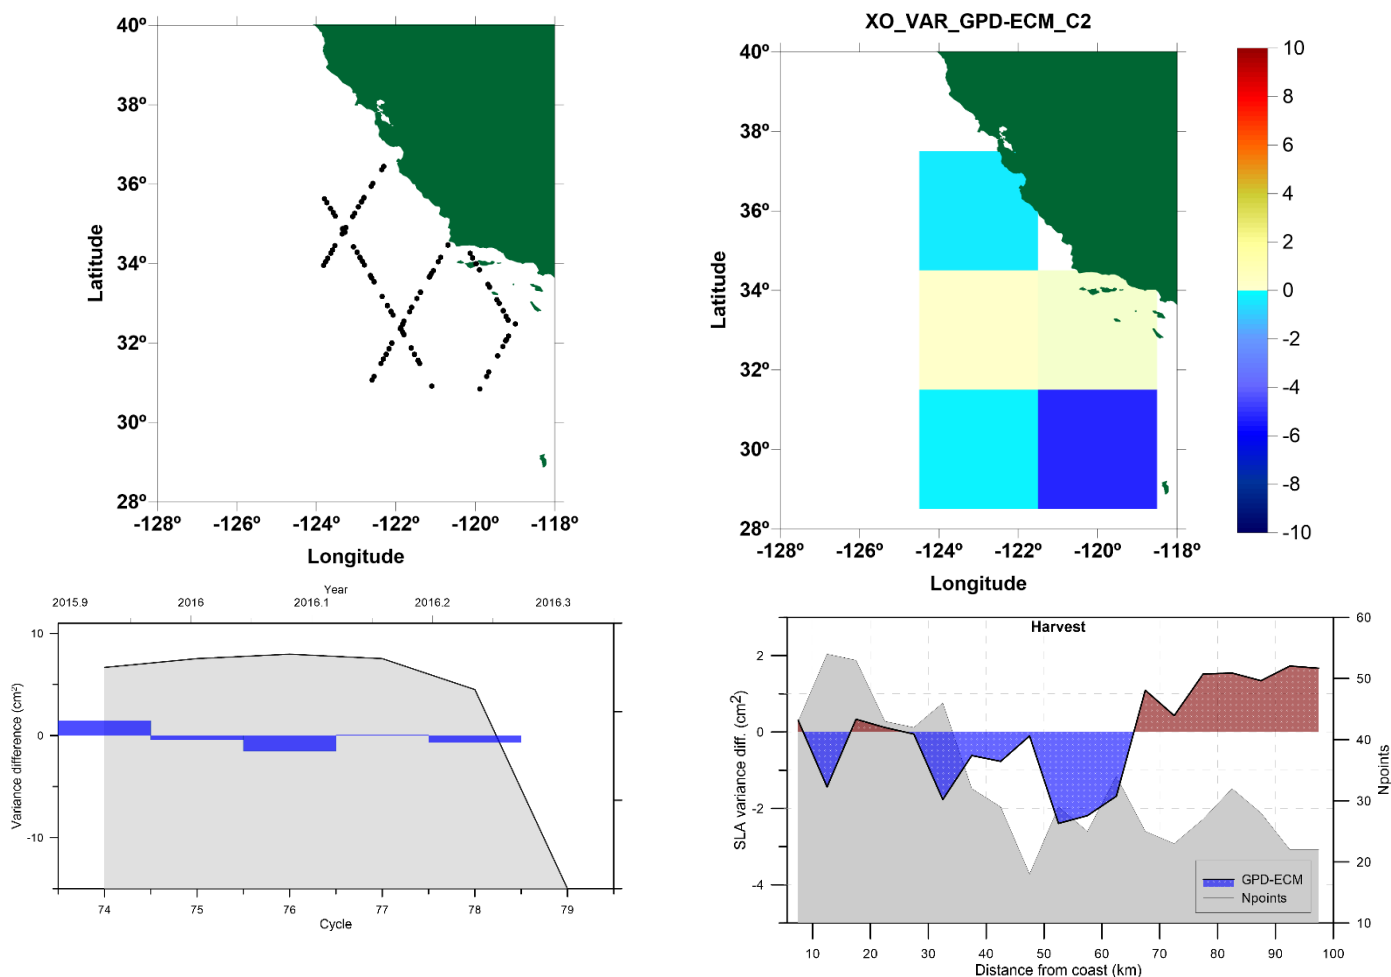 40º
38º
36º
34º
32º
30º
28º
Latitude
-128º -126º -124º -122º -120º -118º
Longitude
XO_VAR_GPD-ECM_C2
40º
38º
36º
34º
32º
30º
28º
Latitude
-128º -126º -124º -122º -120º -118º
Longitude
10
8
6
4
2
0
-2
-4
-6
-8
-10
Year
2015.9 2016 2016.1 2016.2 2016.3
10
0
-10
Variance difference (cm²)
74 75 76 77 78 79
Cycle
Harvest
2
0
-2
-4
SLA variance diff. (cm²)
60
50
40
30
20
10
Npoints
GPD-ECM
Npoints
10 20 30 40 50 60 70 80 90 100
Distance from coast (km)